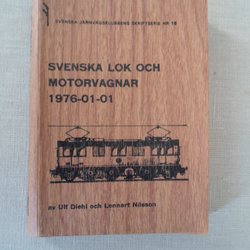 SVENSKA JÄRNVÄGSKLUBBENS SKRIFTSERIE NR 18
SVENSKA LOK OCH
MOTORVAGNAR
1976-01-01
av Ulf Diehl och Lennart Nilsson